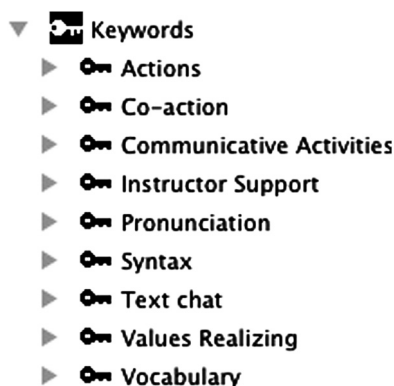 Keywords
Actions
Co-action
Communicative Activities
Instructor Support
Pronunciation
Syntax
Text chat
Values Realizing
Vocabulary